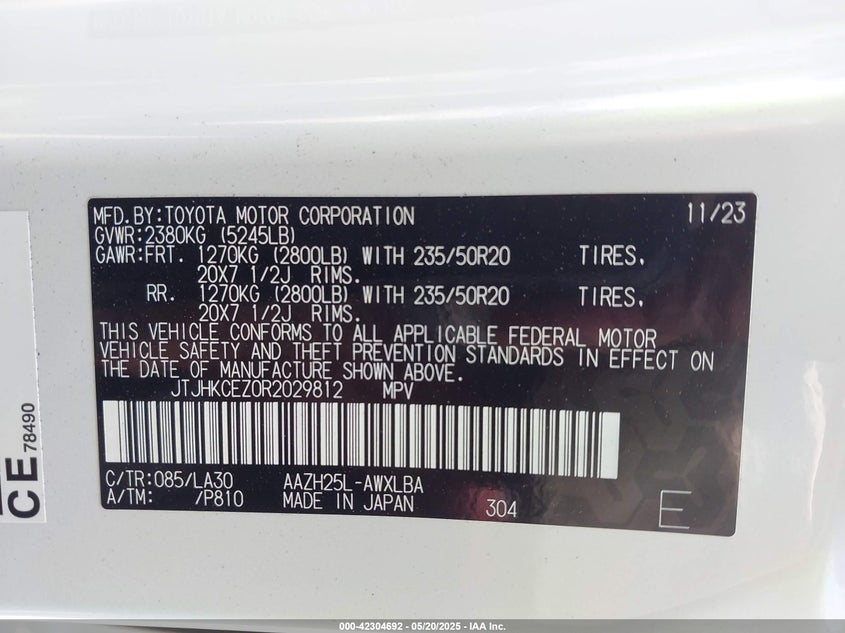 MFD.BY:TOYOTA MOTOR CORPORATION 11/23
GVWR:2380KG (5245LB)
GAWR:FRT. 1270KG (2800LB) WITH 235/50R20 TIRES,
20X7 1/2J RIMS.
RR. 1270KG (2800LB) WITH 235/50R20 TIRES,
20X7 1/2J RIMS.
THIS VEHICLE CONFORMS TO ALL APPLICABLE FEDERAL MOTOR
VEHICLE SAFETY AND THEFT PREVENTION STANDARDS IN EFFECT ON
THE DATE OF MANUFACTURE SHOWN ABOVE.
JTJHKCEZ0R2029812 MPV
C/TR:085/LA30 AAZH25L-AWXLBA
A/TM: /P810 MADE IN JAPAN 304 E
CE 78490
000-42304692 - 05/20/2025 - IAA Inc.